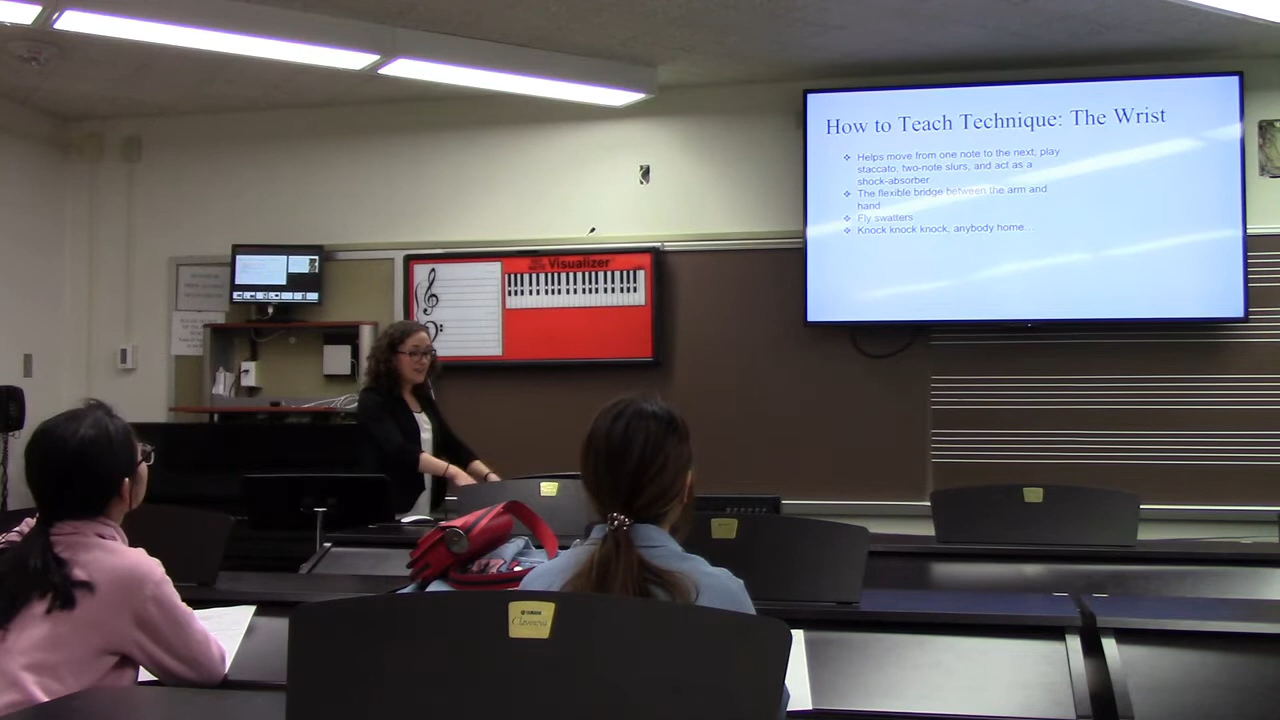 How to Teach Technique: The Wrist
❖ Helps move from one note to the next, play
staccato, two-note slurs, and act as a
shock-absorber
❖ The flexible bridge between the arm and
hand
❖ Fly swatters
❖ Knock knock knock, anybody home…
Visualizer
YAMAHA
Clavinova